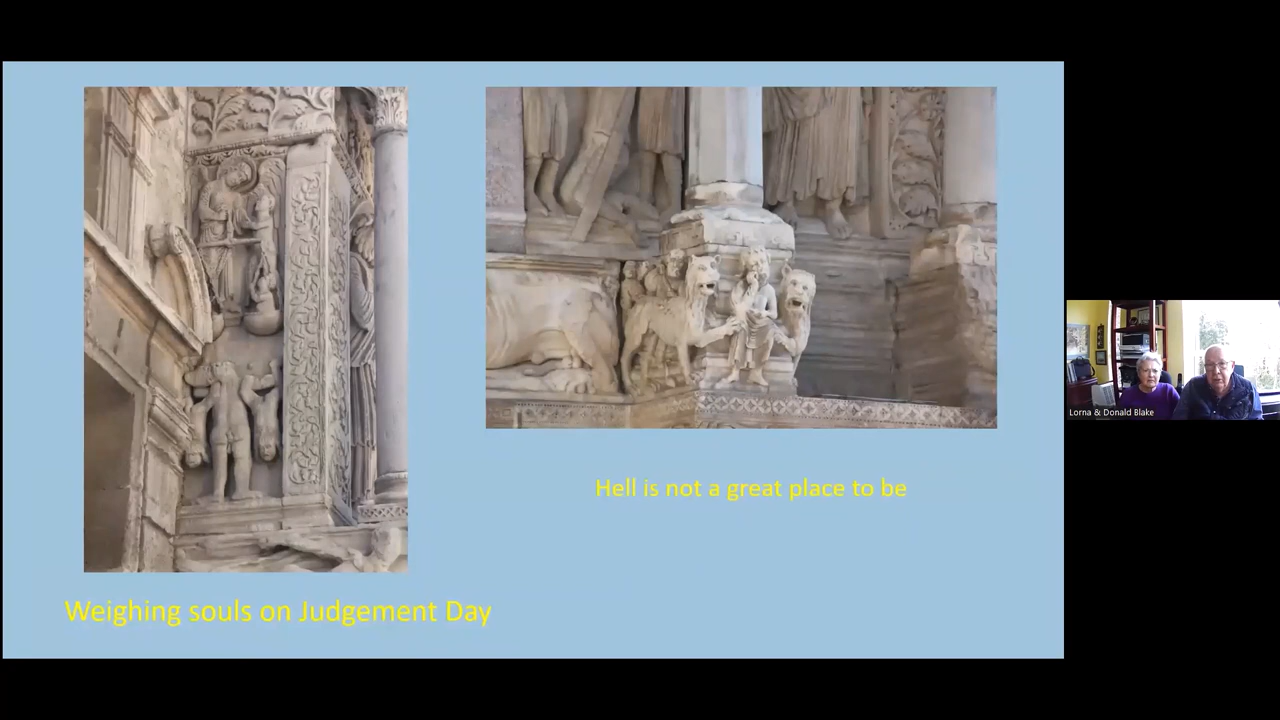 Hell is not a great place to be
Weighing souls on Judgement Day
Lorna & Donald Blake